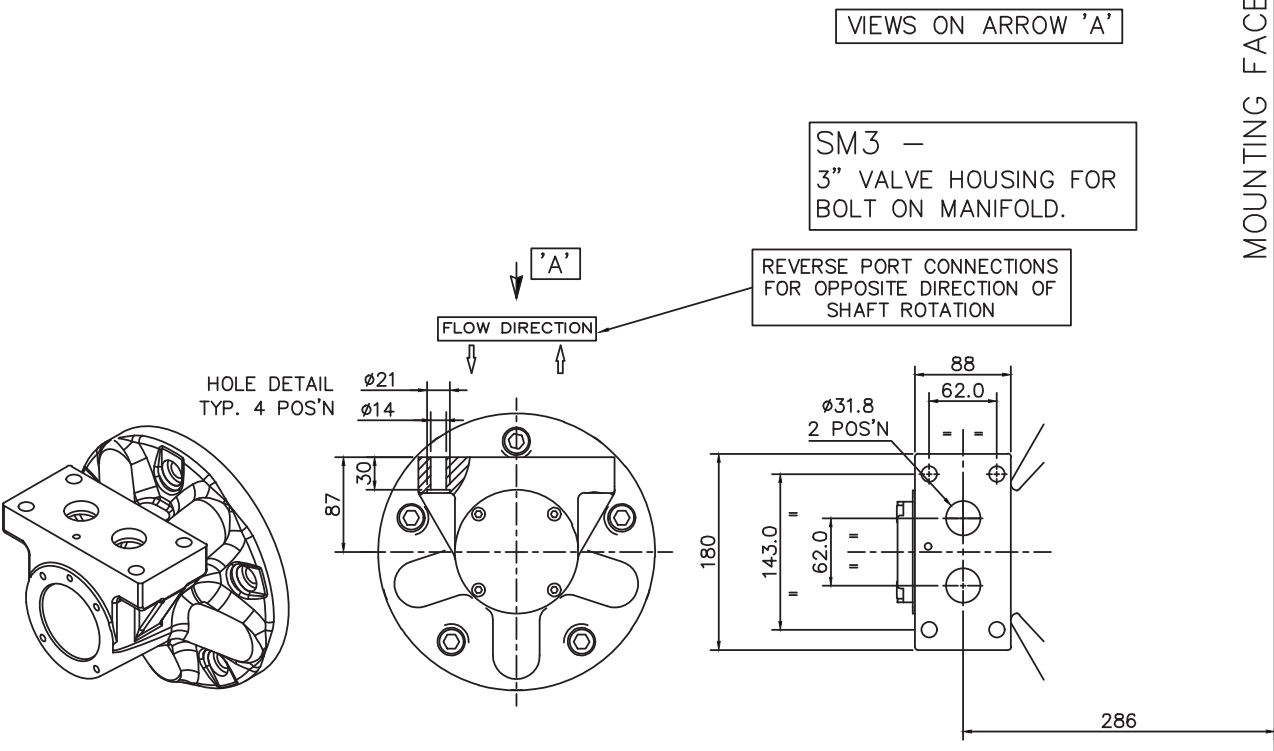 VIEWS ON ARROW 'A'
MOUNTING FACE
SM3 –
3" VALVE HOUSING FOR
BOLT ON MANIFOLD.
'A'
REVERSE PORT CONNECTIONS
FOR OPPOSITE DIRECTION OF
SHAFT ROTATION
FLOW DIRECTION
HOLE DETAIL
TYP. 4 POS'N
ø21
ø14
30
87
88
62.0
ø31.8
2 POS'N
= =
180
143.0
62.0
=
=
=
=
286